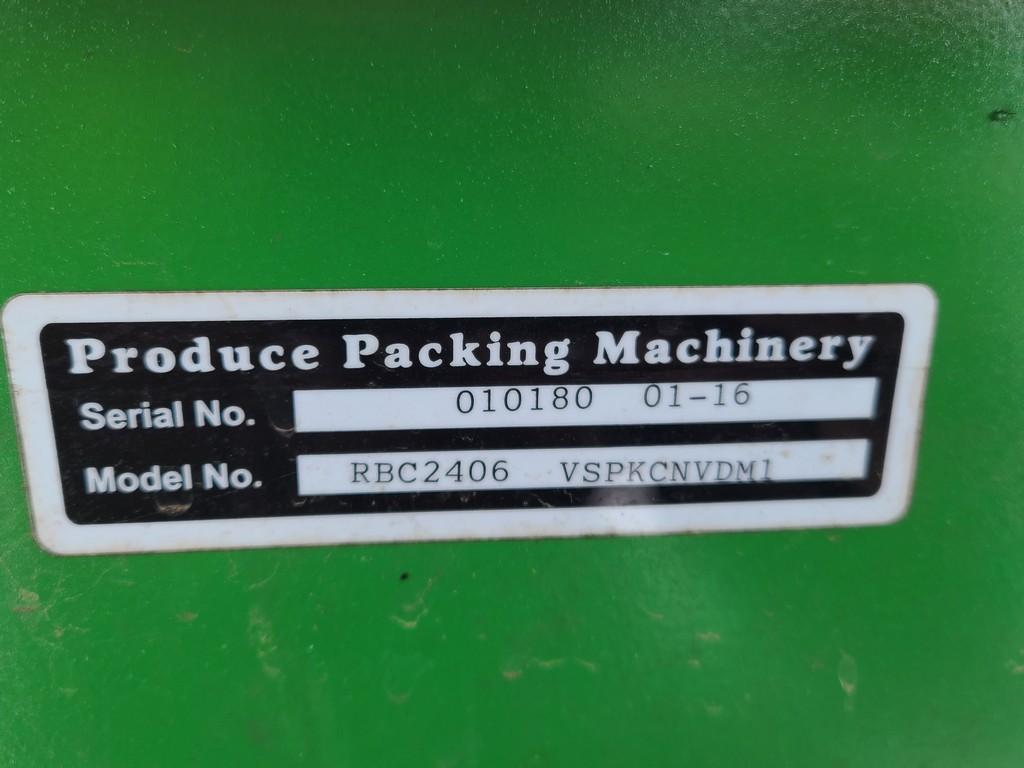 Produce Packing Machinery
Serial No. 010180 01-16
Model No. RBC2406 VSPKCNVDM1